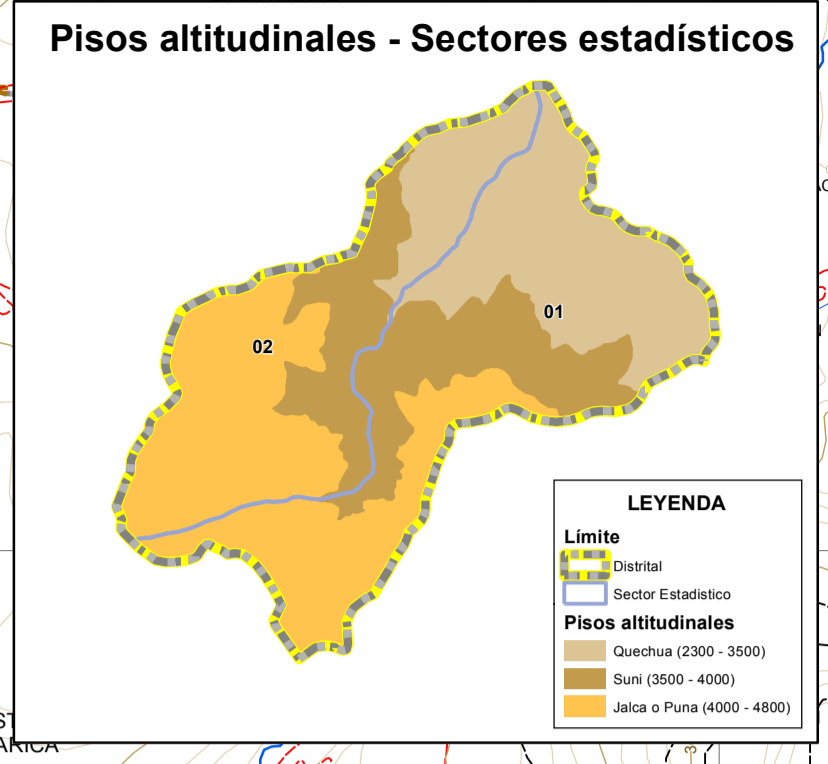 Pisos altitudinales - Sectores estadísticos
01
02
LEYENDA
Límite
Distrital
Sector Estadistico
Pisos altitudinales
Quechua (2300 - 3500)
Suni (3500 - 4000)
Jalca o Puna (4000 - 4800)
ARICA